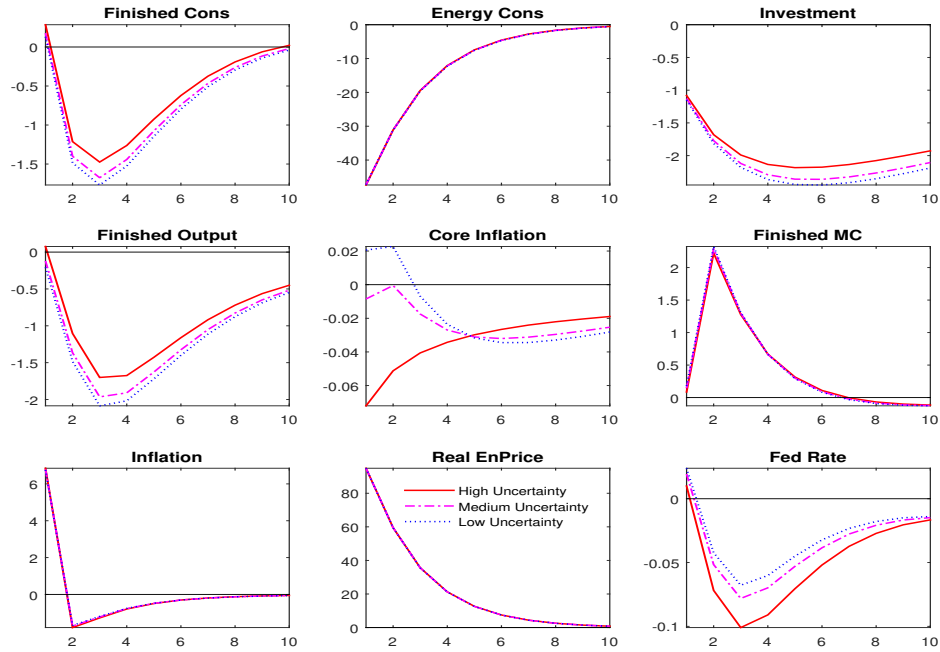 Finished Cons
0
-0.5
-1
-1.5
2 4 6 8 10
Energy Cons
0
-10
-20
-30
-40
2 4 6 8 10
Investment
0
-0.5
-1
-1.5
-2
2 4 6 8 10
Finished Output
0
-0.5
-1
-1.5
-2
2 4 6 8 10
Core Inflation
0.02
0
-0.02
-0.04
-0.06
2 4 6 8 10
Finished MC
2
1.5
1
0.5
0
2 4 6 8 10
Inflation
6
4
2
0
2 4 6 8 10
Real EnPrice
80
60
40
20
0
2 4 6 8 10
High Uncertainty
Medium Uncertainty
Low Uncertainty
Fed Rate
0
-0.05
-0.1
2 4 6 8 10